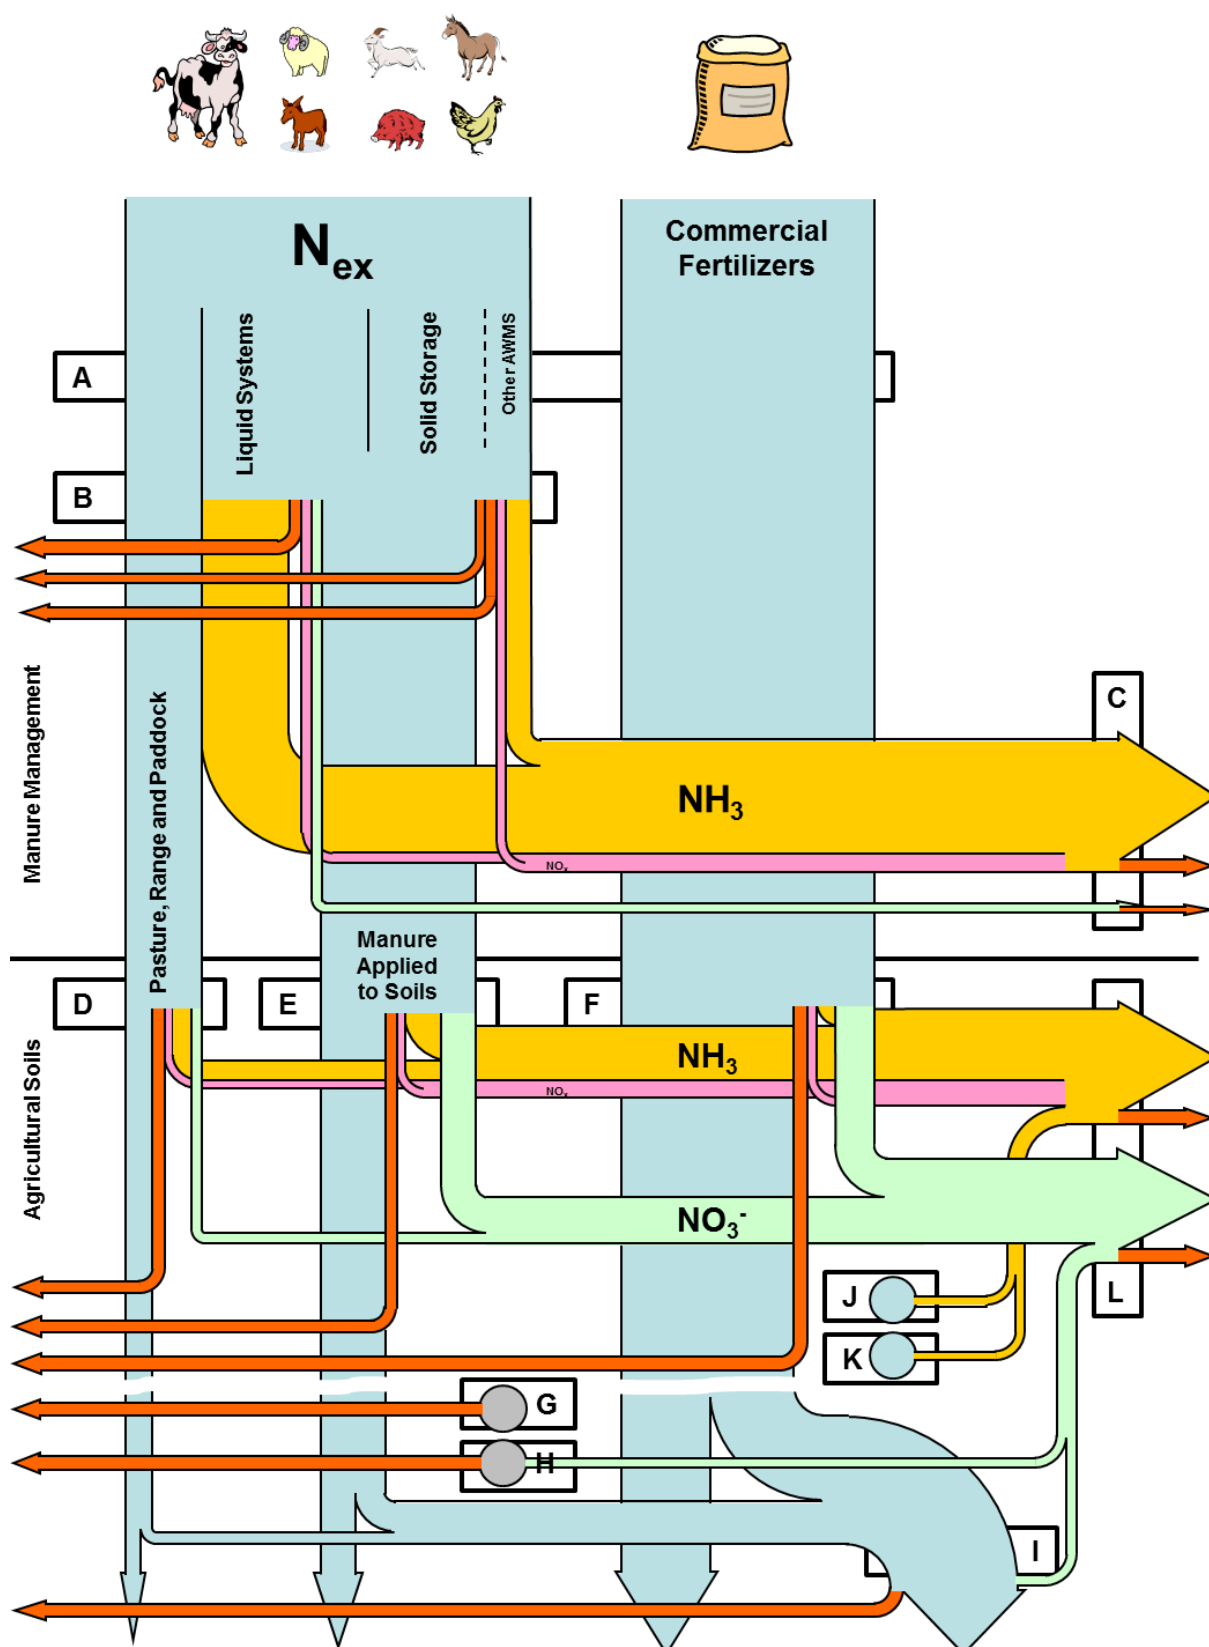 N
ex
Commercial
Fertilizers
Liquid Systems
Solid Storage
Other AWMS
A
B
Manure Management
Pasture, Range and Paddock
C
NH3
NOx
Manure
Applied
to Soils
D
E
F
Agricultural Soils
NH3
NOx
NO3-
J
L
K
G
H
I